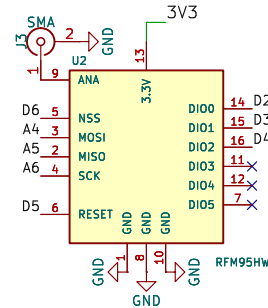 3V3
SMA
J3
2
GND
1
13
U2
9 ANA
3.3V
DIO0 14 D2
D6 5 NSS
DIO1 15 D3
A4 3 MOSI
DIO2 16 D4
A5 2 MISO
DIO3 11
A6 4 SCK
DIO4 12
D5 6 RESET
DIO5 7
GND GND GND
1 8 10
RFM95HW
GND GND
GND